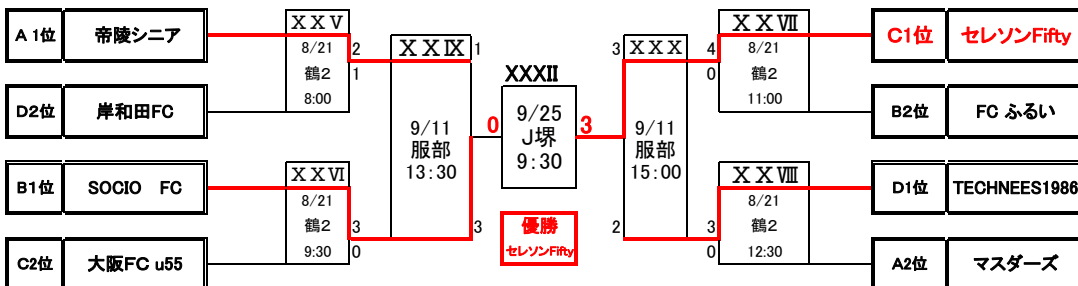 A 1位 帝陵シニア
D2位 岸和田FC
B1位 SOCIO FC
C2位 大阪FC u55
ⅩⅩⅤ
8/21
鶴2
8:00
2
1
ⅩⅩⅥ
8/21
鶴2
9:30
3
0
ⅩⅩⅨ
9/11
服部
13:30
1
3
XXXII
0
9/25
J堺
9:30
3
優勝
セレソンFifty
ⅩⅩⅩ
9/11
服部
15:00
3
2
ⅩⅩⅦ
8/21
鶴2
11:00
4
0
ⅩⅩⅧ
8/21
鶴2
12:30
3
0
C1位 セレソンFifty
B2位 FC ふるい
D1位 TECHNEES1986
A2位 マスダーズ